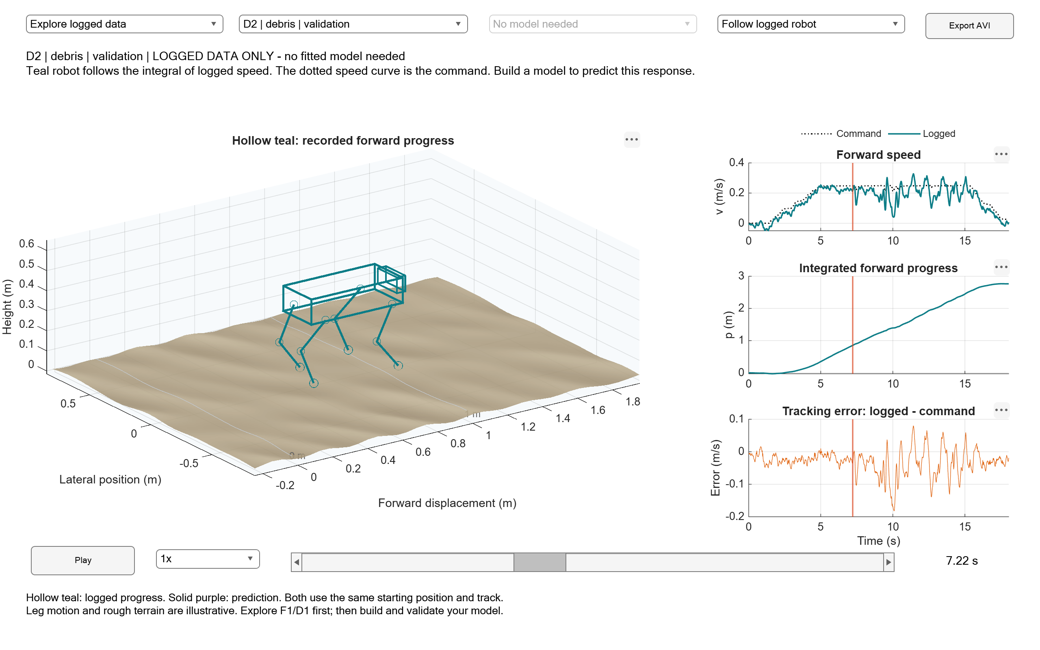 Explore logged data
D2 | debris | validation
No model needed
Follow logged robot
Export AVI
D2 | debris | validation | LOGGED DATA ONLY - no fitted model needed
Teal robot follows the integral of logged speed. The dotted speed curve is the command. Build a model to predict this response.
Hollow teal: recorded forward progress
0.6
0.5
0.4
0.3
0.2
0.1
0
Height (m)
0.5
0
-0.5
Lateral position (m)
0 m
-0.2
0
0.2
0.4
0.6
0.8
1
1.2
1.4
1.6
1.8
Forward displacement (m)
Command
Logged
Forward speed
v (m/s)
0.4
0.2
0
0
5
10
15
Integrated forward progress
p (m)
3
2
1
0
0
5
10
15
Tracking error: logged - command
Error (m/s)
0.1
0
-0.1
-0.2
0
5
10
15
Time (s)
Play
1x
7.22 s
Hollow teal: logged progress. Solid purple: prediction. Both use the same starting position and track.
Leg motion and rough terrain are illustrative. Explore F1/D1 first; then build and validate your model.